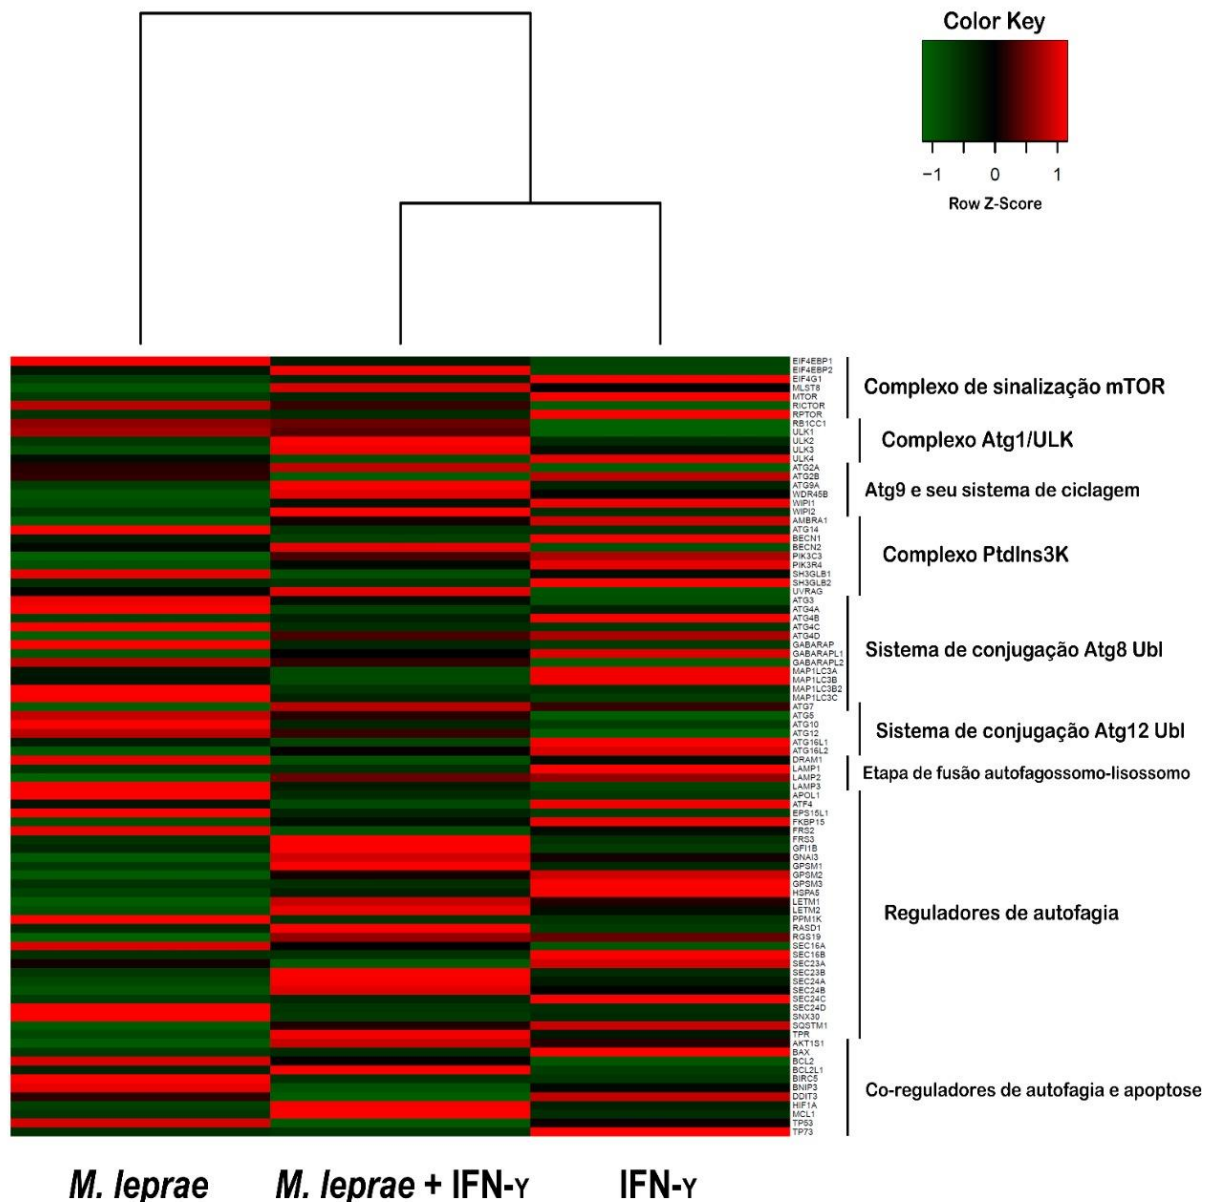 Color Key
−1 0 1
Row Z-Score
EIF4EBP1
EIF4EBP2
EIF4G1
MLST8
MTOR
RICTOR
RPTOR
Complexo de sinalização mTOR
RB1CC1
ULK1
ULK2
ULK3
ULK4
Complexo Atg1/ULK
ATG2A
ATG2B
ATG9A
WDR45B
WIPI1
WIPI2
Atg9 e seu sistema de ciclagem
AMBRA1
ATG14
BECN1
BECN2
PIK3C3
PIK3R4
SH3GLB1
SH3GLB2
UVRAG
Complexo PtdIns3K
ATG3
ATG4A
ATG4B
ATG4C
ATG4D
GABARAP
GABARAPL1
GABARAPL2
MAP1LC3A
MAP1LC3B
MAP1LC3B2
MAP1LC3C
Sistema de conjugação Atg8 Ubl
ATG7
ATG5
ATG10
ATG12
ATG16L1
ATG16L2
Sistema de conjugação Atg12 Ubl
DRAM1
LAMP1
LAMP2
LAMP3
Etapa de fusão autofagossomo-lisossomo
APOL1
ATF4
EPS15L1
FKBP15
FRS2
FRS3
GFI1B
GNAI3
GPSM1
GPSM2
GPSM3
HSPA5
LETM1
LETM2
PPM1K
RASD1
RGS19
SEC16A
SEC16B
SEC23A
SEC23B
SEC24A
SEC24B
SEC24C
SEC24D
SNX30
SQSTM1
TPR
Reguladores de autofagia
AKT1S1
BAX
BCL2
BCL2L1
BIRC5
BNIP3
DDIT3
HIF1A
MCL1
TP53
TP73
Co-reguladores de autofagia e apoptose
M. leprae M. leprae + IFN-γ IFN-γ